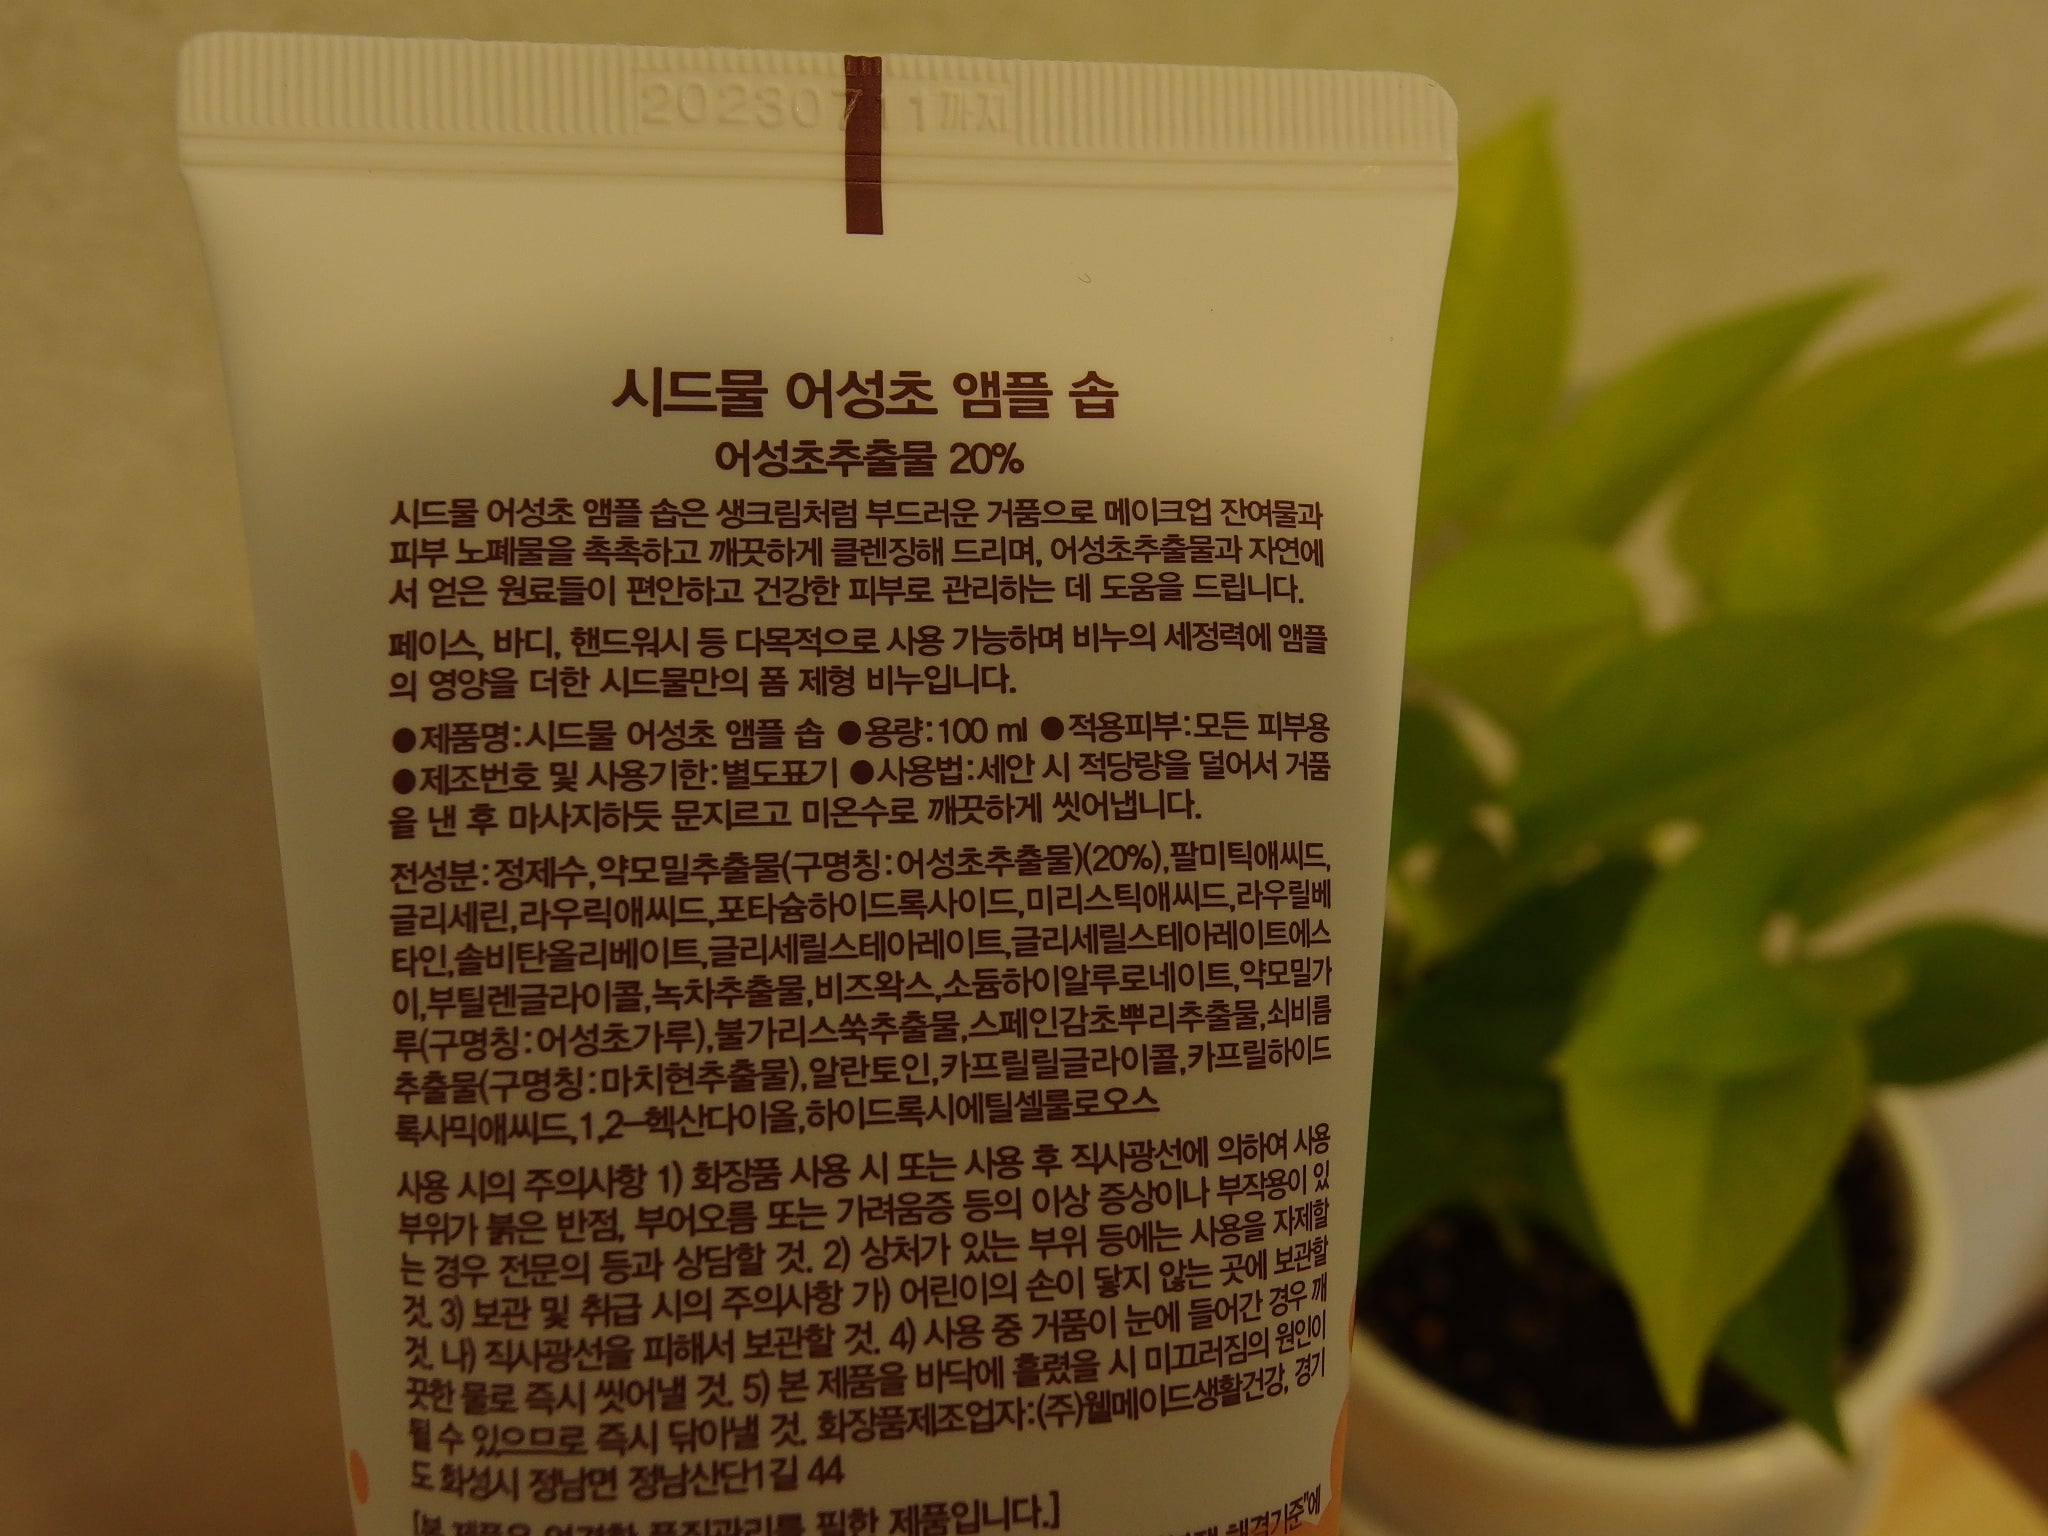 20230711까지
시드물 어성초 앰플 솝
어성초추출물 20%
시드물 어성초 앰플 솝은 생크림처럼 부드러운 거품으로 메이크업 잔여물과
피부 노폐물을 촉촉하고 깨끗하게 클렌징해 드리며, 어성초추출물과 자연에
서 얻은 원료들이 편안하고 건강한 피부로 관리하는 데 도움을 드립니다.
페이스, 바디, 핸드워시 등 다목적으로 사용 가능하며 비누의 세정력에 앰플
의 영양을 더한 시드물만의 폼 제형 비누입니다.
●제품명:시드물 어성초 앰플 솝 ●용량:100 ml ●적용피부:모든 피부용
●제조번호 및 사용기한:별도표기 ●사용법:세안 시 적당량을 덜어서 거품
을 낸 후 마사지하듯 문지르고 미온수로 깨끗하게 씻어냅니다.
전성분:정제수,약모밀추출물(구명칭:어성초추출물)(20%),팔미틱애씨드,
글리세린,라우릭애씨드,포타슘하이드록사이드,미리스틱애씨드,라우릴베
타인,솔비탄올리베이트,글리세릴스테아레이트,글리세릴스테아레이트에스
이,부틸렌글라이콜,녹차추출물,비즈왁스,소듐하이알루로네이트,약모밀가
루(구명칭:어성초가루),불가리스쑥추출물,스페인감초뿌리추출물,쇠비름
추출물(구명칭:마치현추출물),알란토인,카프릴릴글라이콜,카프릴하이드
록사믹애씨드,1,2-헥산다이올,하이드록시에틸셀룰로오스
사용 시의 주의사항 1) 화장품 사용 시 또는 사용 후 직사광선에 의하여 사용
부위가 붉은 반점, 부어오름 또는 가려움증 등의 이상 증상이나 부작용이 있
는 경우 전문의 등과 상담할 것. 2) 상처가 있는 부위 등에는 사용을 자제할
것. 3) 보관 및 취급 시의 주의사항 가) 어린이의 손이 닿지 않는 곳에 보관할
것. 나) 직사광선을 피해서 보관할 것. 4) 사용 중 거품이 눈에 들어간 경우 깨
끗한 물로 즉시 씻어낼 것. 5) 본 제품을 바닥에 흘렸을 시 미끄러짐의 원인이
될 수 있으므로 즉시 닦아낼 것. 화장품제조업자:(주)웰메이드생활건강, 경기
도 화성시 정남면 정남산단1길 44
[본 제품은 엄격한 품질관리를 필한 제품입니다.]
해결기준"에